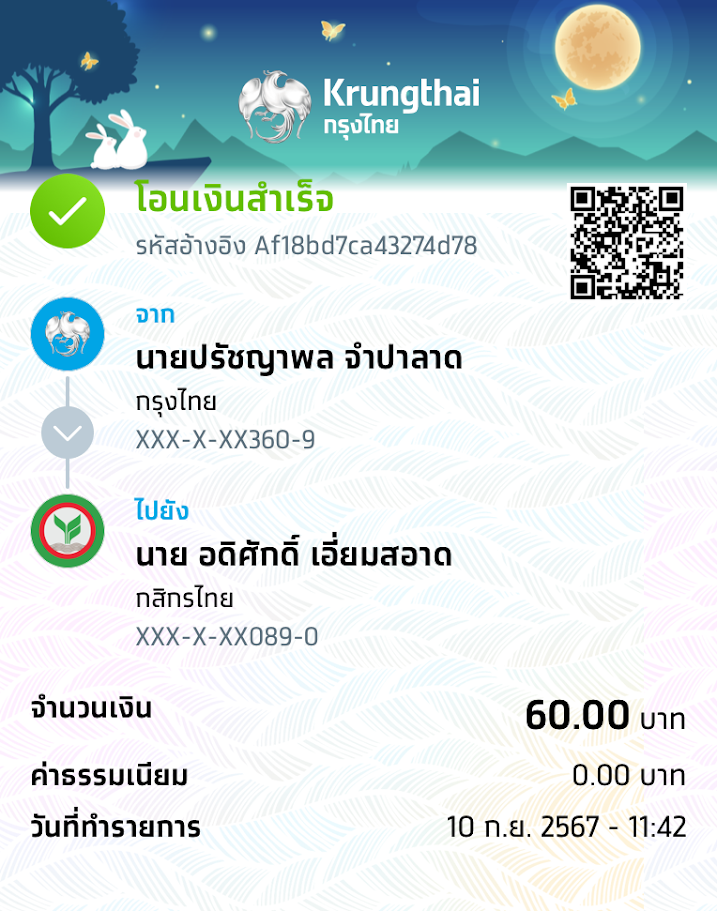 Krungthai
กรุงไทย
โอนเงินสำเร็จ
รหัสอ้างอิง Af18bd7ca43274d78
จาก
นายปรัชญาพล จำปาลาด
กรุงไทย
XXX-X-XX360-9
ไปยัง
นาย อดิศักดิ์ เอี่ยมสอาด
กสิกรไทย
XXX-X-XX089-0
จำนวนเงิน 60.00 บาท
ค่าธรรมเนียม 0.00 บาท
วันที่ทำรายการ 10 ก.ย. 2567 - 11:42